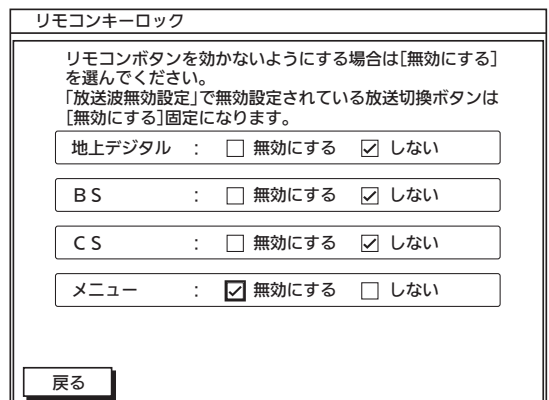 リモコンキーロック
リモコンボタンを効かないようにする場合は[無効にする]
を選んでください。
「放送波無効設定」で無効設定されている放送切換ボタンは
[無効にする]固定になります。
地上デジタル : □ 無効にする ☑ しない
ＢＳ : □ 無効にする ☑ しない
ＣＳ : □ 無効にする ☑ しない
メニュー : ☑ 無効にする □ しない
戻る